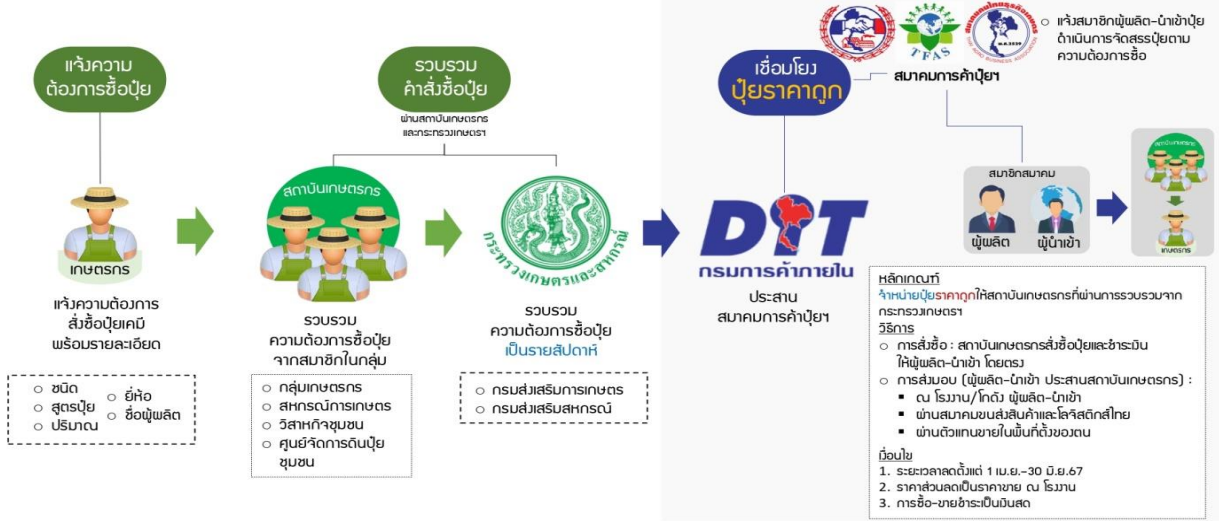 แจ้งความ
ต้องการซื้อปุ๋ย
เกษตรกร
แจ้งความต้องการ
สั่งซื้อปุ๋ยเคมี
พร้อมรายละเอียด
○ ชนิด
○ สูตรปุ๋ย
○ ปริมาณ
○ ยี่ห้อ
○ ชื่อผู้ผลิต
รวบรวม
คำสั่งซื้อปุ๋ย
ผ่านสถาบันเกษตรกร
และกระทรวงเกษตรฯ
สถาบันเกษตรกร
รวบรวม
ความต้องการซื้อปุ๋ย
จากสมาชิกในกลุ่ม
○ กลุ่มเกษตรกร
○ สหกรณ์การเกษตร
○ วิสาหกิจชุมชน
○ ศูนย์จัดการดินปุ๋ย
ชุมชน
กระทรวงเกษตรและสหกรณ์
รวบรวม
ความต้องการซื้อปุ๋ย
เป็นรายสัปดาห์
○ กรมส่งเสริมการเกษตร
○ กรมส่งเสริมสหกรณ์
เชื่อมโยง
ปุ๋ยราคาถูก
DIT
กรมการค้าภายใน
ประสาน
สมาคมการค้าปุ๋ยฯ
TFAS
สมาคมคนไทยธุรกิจเกษตร
พ.ศ.2539
THAI AGRO BUSINESS ASSOCIATION
สมาคมการค้าปุ๋ยฯ
○ แจ้งสมาชิกผู้ผลิต-นำเข้าปุ๋ย
ดำเนินการจัดสรรปุ๋ยตาม
ความต้องการซื้อ
สมาชิกสมาคม
ผู้ผลิต
ผู้นำเข้า
สถาบันเกษตรกร
เกษตรกร
หลักเกณฑ์
จำหน่ายปุ๋ยราคาถูกให้สถาบันเกษตรกรที่ผ่านการรวบรวมจาก
กระทรวงเกษตรฯ
วิธีการ
○ การสั่งซื้อ : สถาบันเกษตรกรสั่งซื้อปุ๋ยและชำระเงิน
ให้ผู้ผลิต-นำเข้า โดยตรง
○ การส่งมอบ (ผู้ผลิต-นำเข้า ประสานสถาบันเกษตรกร) :
▪ ณ โรงงาน/โกดัง ผู้ผลิต-นำเข้า
▪ ผ่านสมาคมขนส่งสินค้าและโลจิสติกส์ไทย
▪ ผ่านตัวแทนขายในพื้นที่ตั้งของตน
เงื่อนไข
1. ระยะเวลาลดตั้งแต่ 1 เม.ย.-30 มิ.ย.67
2. ราคาส่วนลดเป็นราคาขาย ณ โรงงาน
3. การซื้อ-ขายชำระเป็นเงินสด